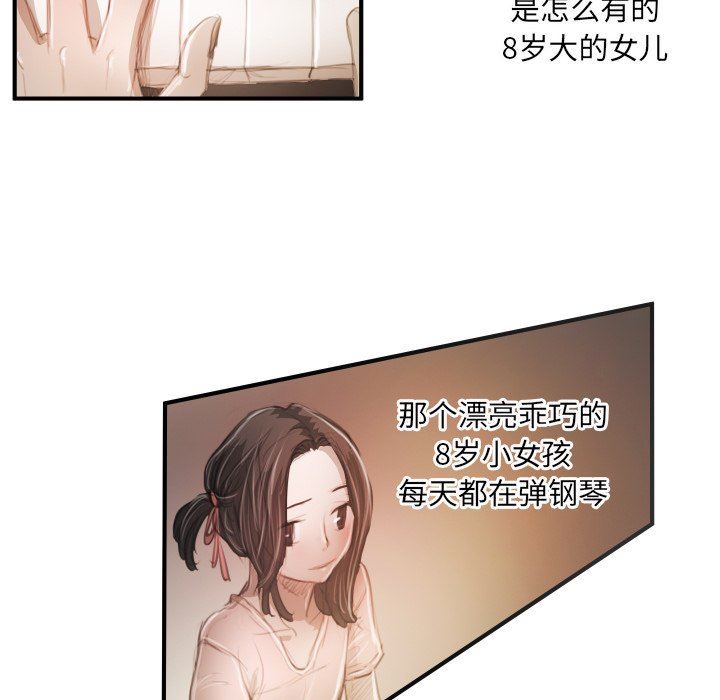 是怎么有的
8岁大的女儿
那个漂亮乖巧的
8岁小女孩
每天都在弹钢琴